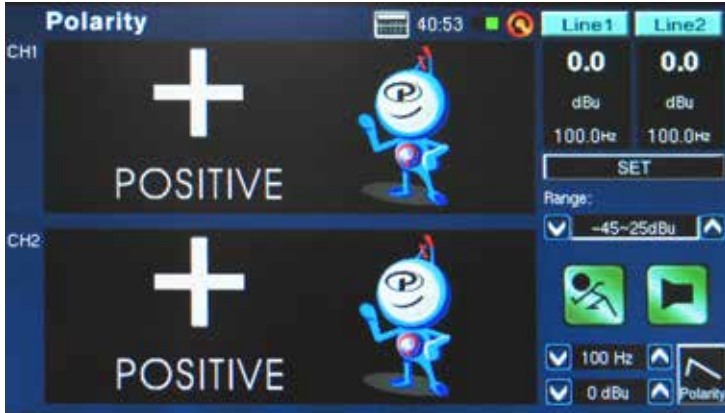 Polarity
40:53
Line1 Line2
CH1
0.0 0.0
dBu dBu
100.0Hz 100.0Hz
POSITIVE
SET
Range:
-45~25dBu
CH2
POSITIVE
100 Hz
0 dBu
Polarity